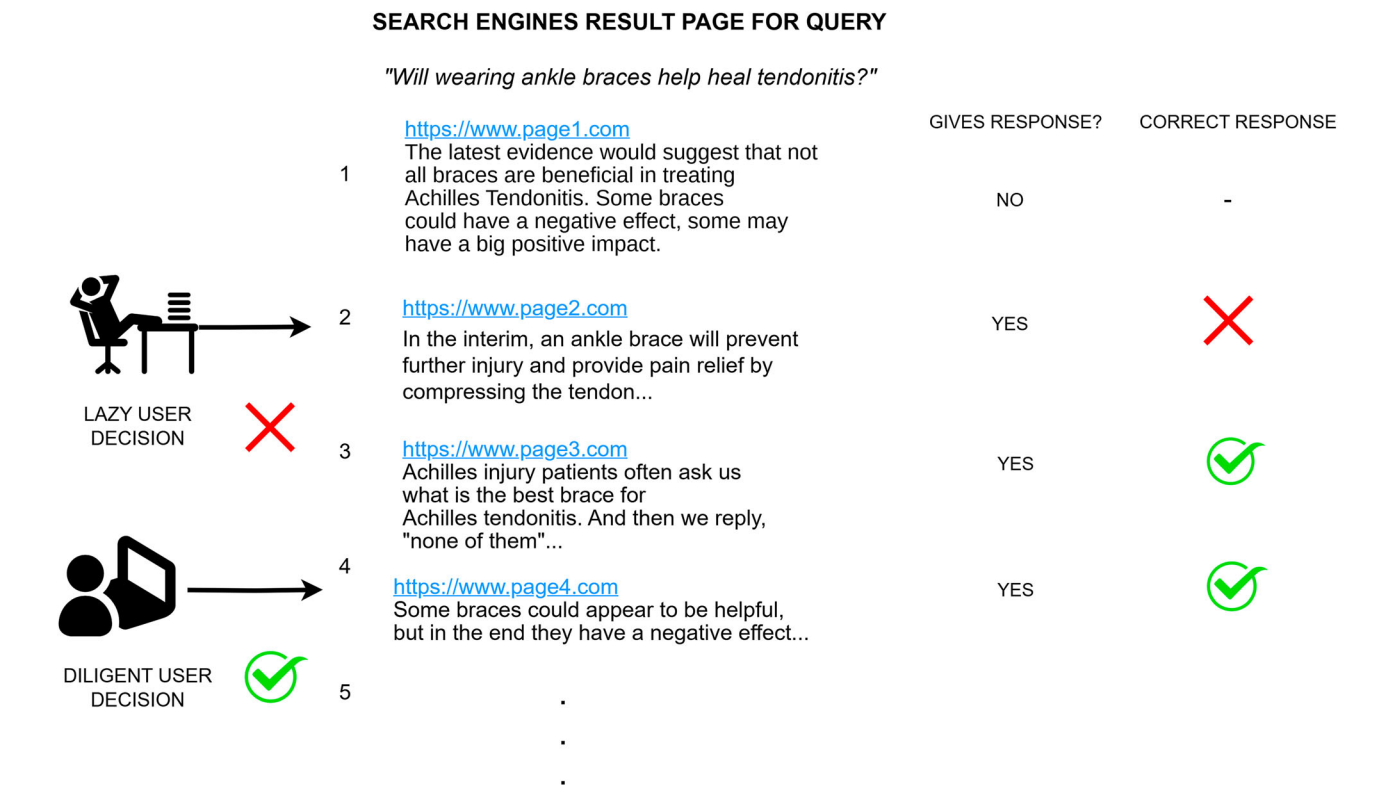 SEARCH ENGINES RESULT PAGE FOR QUERY
"Will wearing ankle braces help heal tendonitis?"
GIVES RESPONSE?
CORRECT RESPONSE
1
https://www.page1.com
The latest evidence would suggest that not
all braces are beneficial in treating
Achilles Tendonitis. Some braces
could have a negative effect, some may
have a big positive impact.
NO
-
2
https://www.page2.com
In the interim, an ankle brace will prevent
further injury and provide pain relief by
compressing the tendon...
YES
LAZY USER
DECISION
3
https://www.page3.com
Achilles injury patients often ask us
what is the best brace for
Achilles tendonitis. And then we reply,
"none of them"...
YES
4
https://www.page4.com
Some braces could appear to be helpful,
but in the end they have a negative effect...
YES
DILIGENT USER
DECISION
5
.
.
.